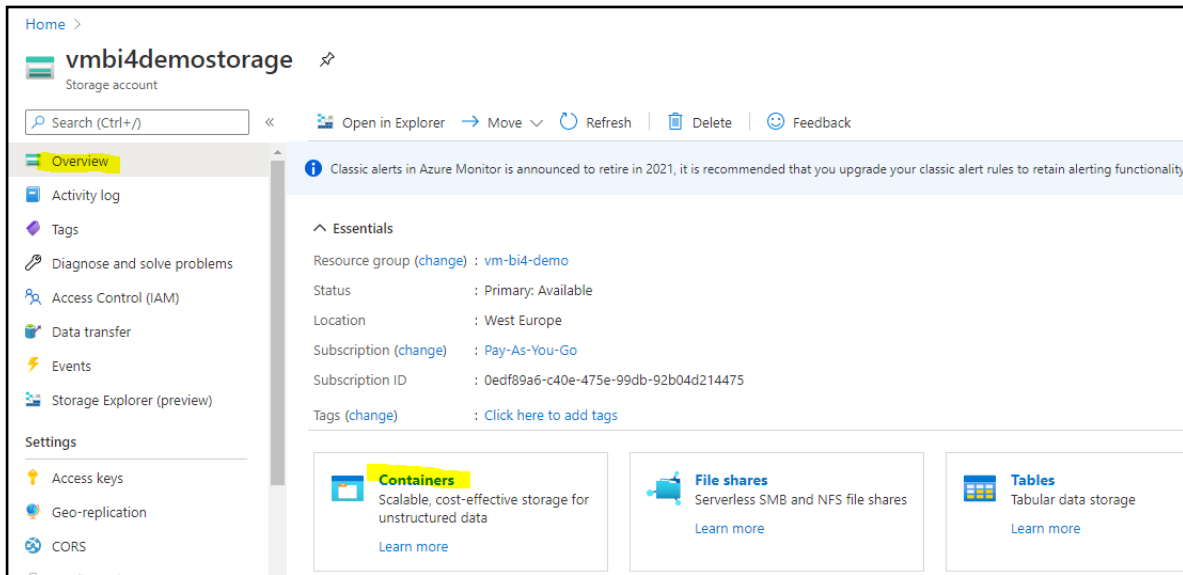 Home >
vmbi4demostorage
Storage account
Search (Ctrl+/)
«
Open in Explorer
Move
Refresh
Delete
Feedback
Overview
Activity log
Tags
Diagnose and solve problems
Access Control (IAM)
Data transfer
Events
Storage Explorer (preview)
Settings
Access keys
Geo-replication
CORS
Classic alerts in Azure Monitor is announced to retire in 2021, it is recommended that you upgrade your classic alert rules to retain alerting functionality
Essentials
Resource group (change) : vm-bi4-demo
Status : Primary: Available
Location : West Europe
Subscription (change) : Pay-As-You-Go
Subscription ID : 0edf89a6-c40e-475e-99db-92b04d214475
Tags (change) : Click here to add tags
Containers
Scalable, cost-effective storage for
unstructured data
Learn more
File shares
Serverless SMB and NFS file shares
Learn more
Tables
Tabular data storage
Learn more